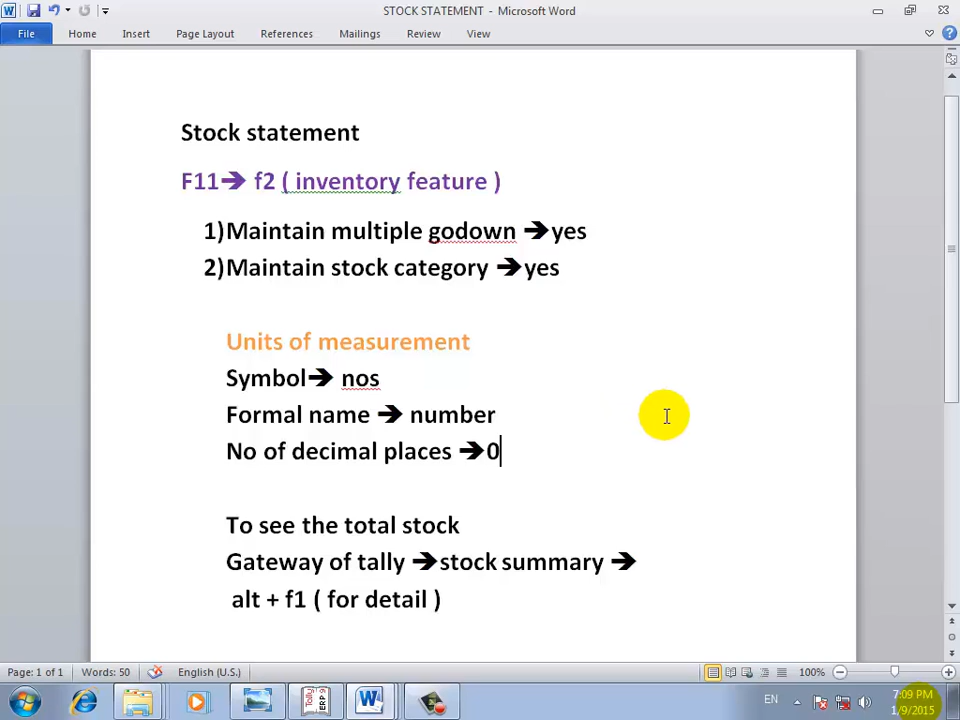 STOCK STATEMENT - Microsoft Word
File Home Insert Page Layout References Mailings Review View
Stock statement
F11➔ f2 ( inventory feature )
1)Maintain multiple godown ➔yes
2)Maintain stock category ➔yes
Units of measurement
Symbol➔ nos
Formal name ➔ number
No of decimal places ➔0
To see the total stock
Gateway of tally ➔stock summary ➔
alt + f1 ( for detail )
Page: 1 of 1 Words: 50 English (U.S.) 100%
Tally ERP 9 EN 7:09 PM
1/9/2015